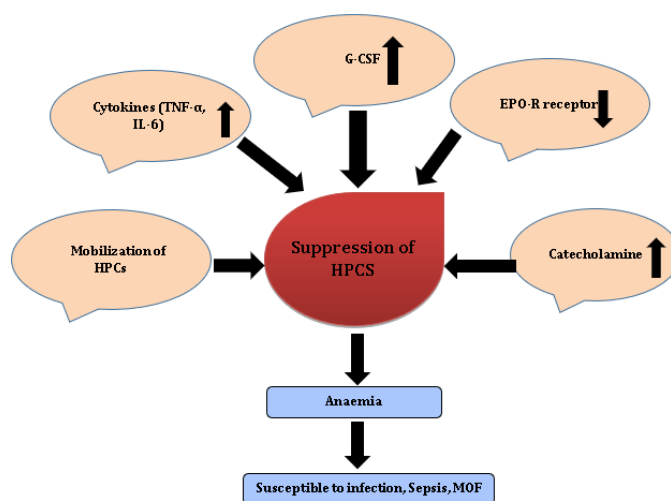 G-CSF
Cytokines (TNF-α,
IL-6)
EPO-R receptor
Mobilization of
HPCs
Suppression of
HPCS
Catecholamine
Anaemia
Susceptible to infection, Sepsis, MOF